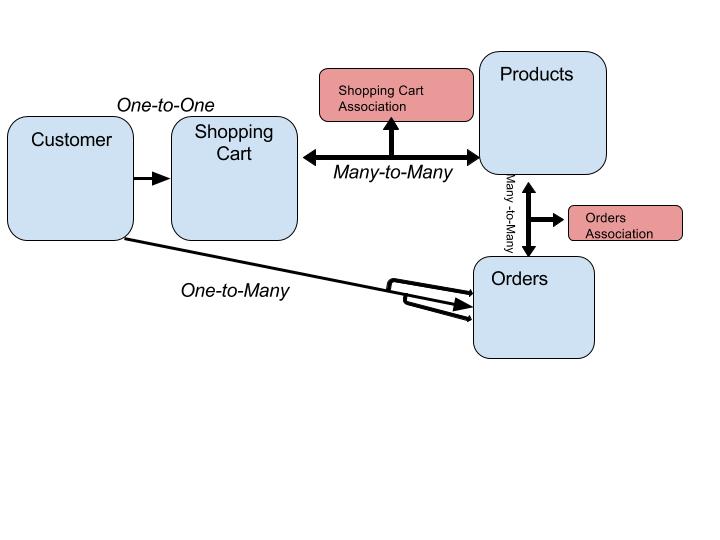 One-to-One
Customer
Shopping
Cart
Shopping Cart
Association
Products
Many-to-Many
Many -to-Many
Orders
Association
One-to-Many
Orders